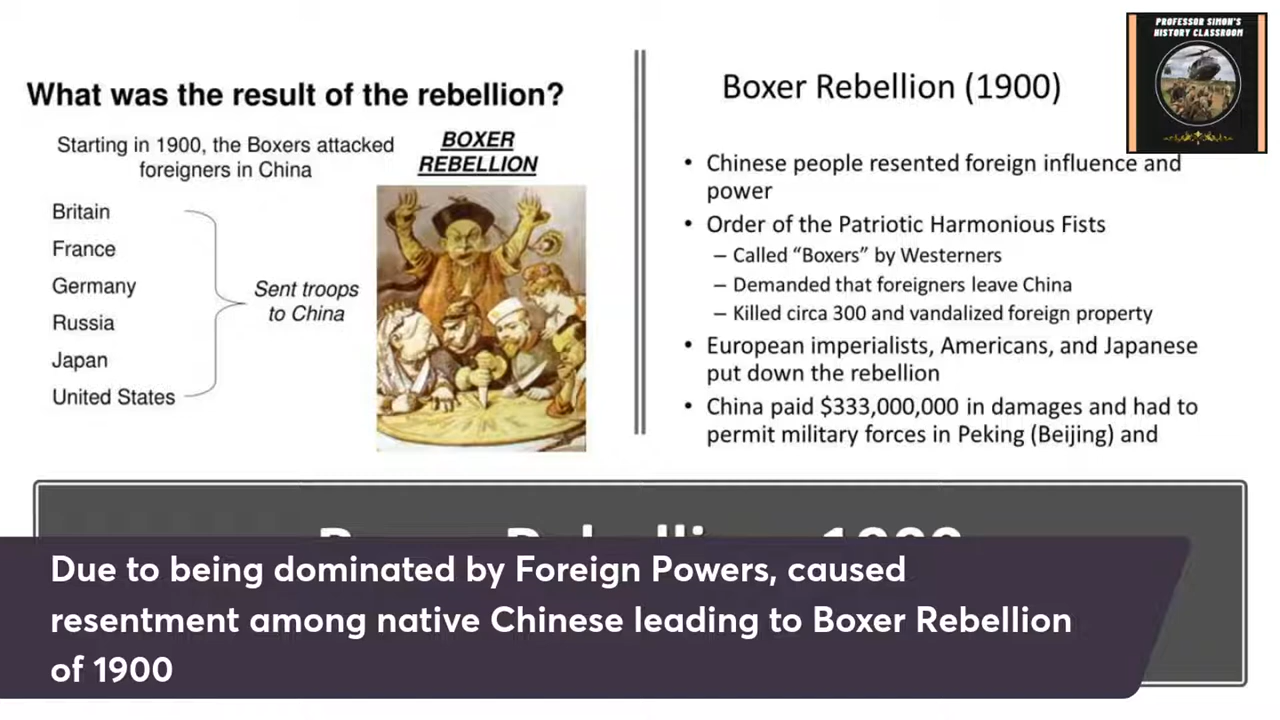 PROFESSOR SIMON'S
HISTORY CLASSROOM
What was the result of the rebellion?
Starting in 1900, the Boxers attacked
foreigners in China
BOXER
REBELLION
Britain
France
Germany
Russia
Japan
United States
Sent troops
to China
Boxer Rebellion (1900)
• Chinese people resented foreign influence and
power
• Order of the Patriotic Harmonious Fists
– Called “Boxers” by Westerners
– Demanded that foreigners leave China
– Killed circa 300 and vandalized foreign property
• European imperialists, Americans, and Japanese
put down the rebellion
• China paid $333,000,000 in damages and had to
permit military forces in Peking (Beijing) and
Due to being dominated by Foreign Powers, caused
resentment among native Chinese leading to Boxer Rebellion
of 1900